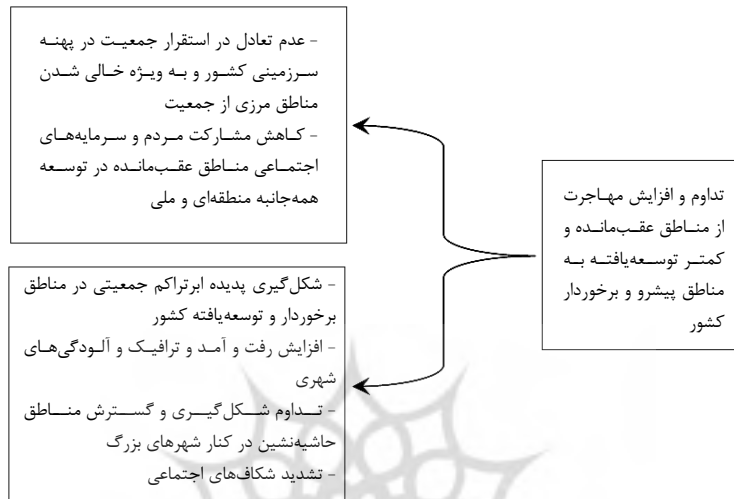 تداوم و افزایش مهاجرت
از مناطق عقب‌مانده و
کمتر توسعه‌یافته به
مناطق پیشرو و برخوردار
کشور
- عدم تعادل در استقرار جمعیت در پهنه
سرزمینی کشور و به ویژه خالی شدن
مناطق مرزی از جمعیت
- کاهش مشارکت مردم و سرمایه‌های
اجتماعی مناطق عقب‌مانده در توسعه
همه‌جانبه منطقه‌ای و ملی
- شکل‌گیری پدیده ابرتراکم جمعیتی در مناطق
برخوردار و توسعه‌یافته کشور
- افزایش رفت و آمد و ترافیک و آلودگی‌های
شهری
- تداوم شکل‌گیری و گسترش مناطق
حاشیه‌نشین در کنار شهرهای بزرگ
- تشدید شکاف‌های اجتماعی